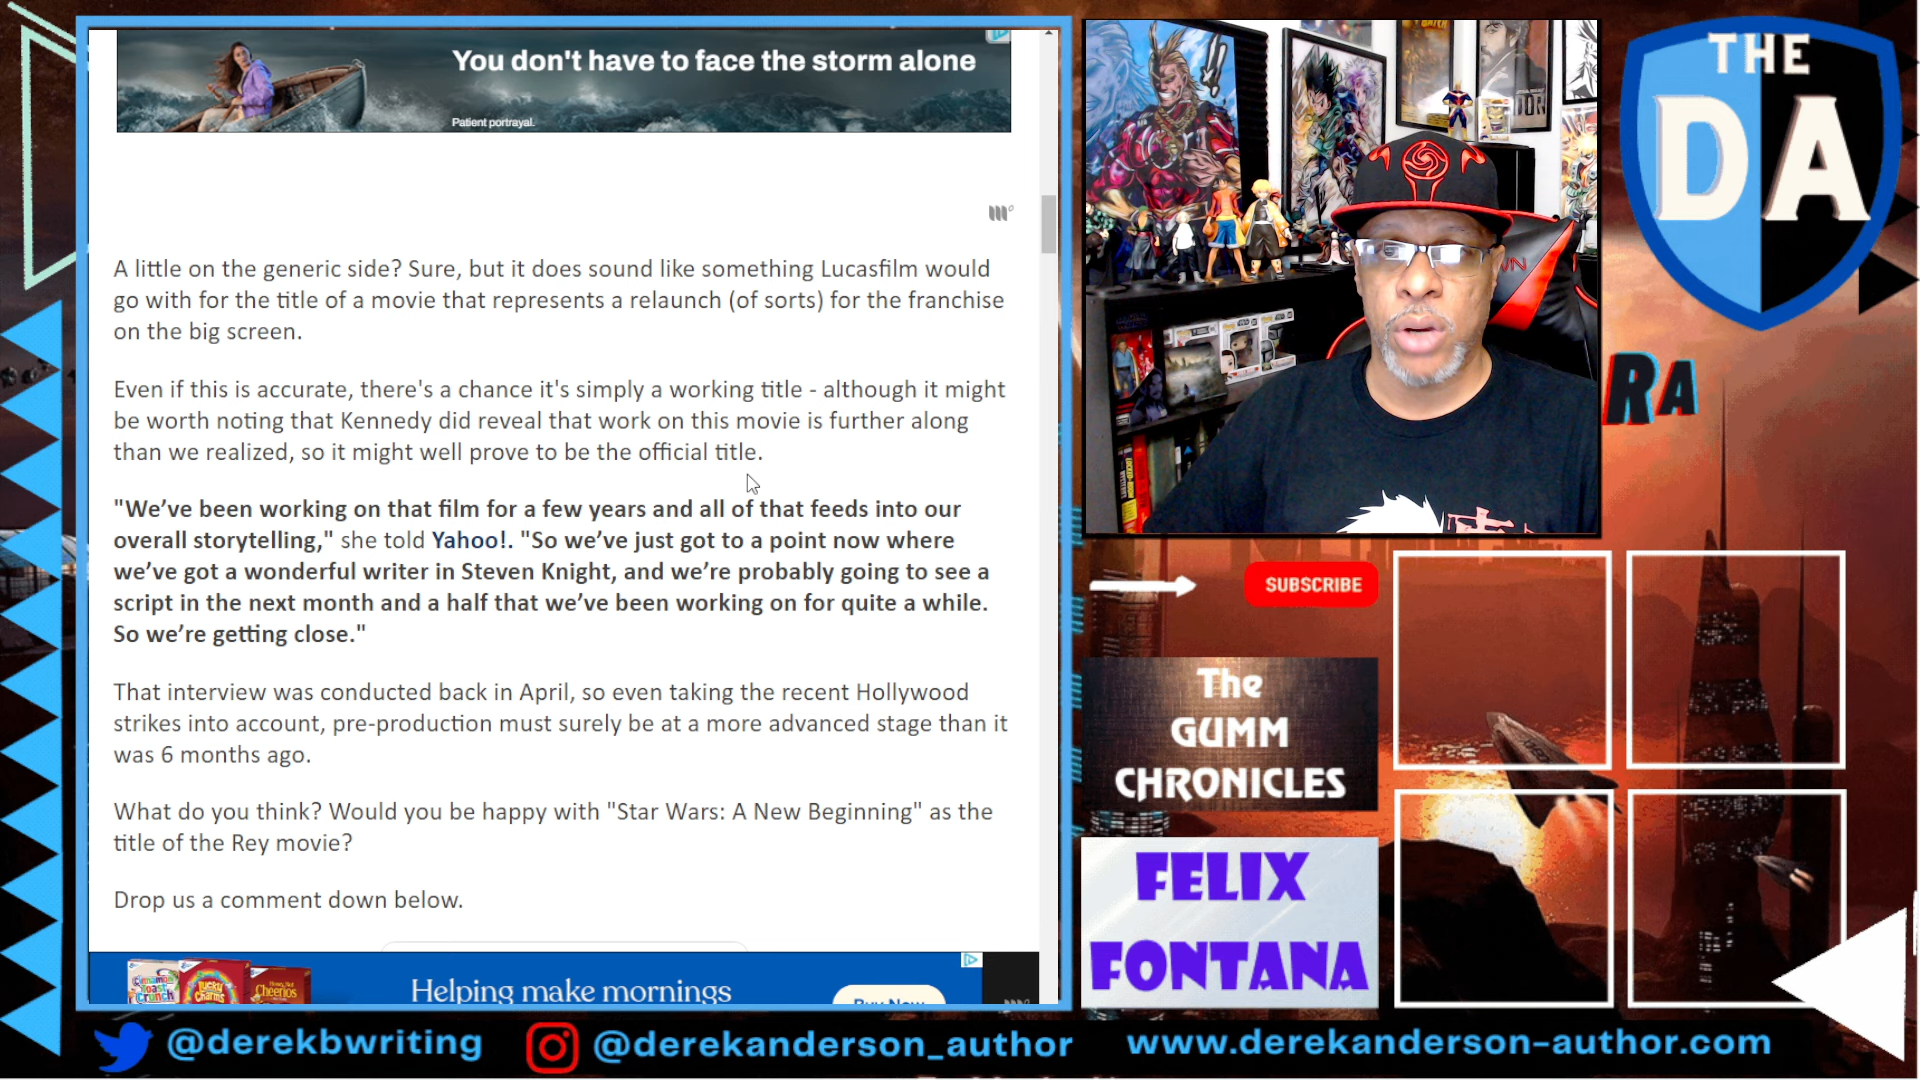 You don't have to face the storm alone
Patient portrayal.
A little on the generic side? Sure, but it does sound like something Lucasfilm would
go with for the title of a movie that represents a relaunch (of sorts) for the franchise
on the big screen.
Even if this is accurate, there's a chance it's simply a working title - although it might
be worth noting that Kennedy did reveal that work on this movie is further along
than we realized, so it might well prove to be the official title.
"We’ve been working on that film for a few years and all of that feeds into our
overall storytelling," she told Yahoo!. "So we’ve just got to a point now where
we’ve got a wonderful writer in Steven Knight, and we’re probably going to see a
script in the next month and a half that we’ve been working on for quite a while.
So we’re getting close."
That interview was conducted back in April, so even taking the recent Hollywood
strikes into account, pre-production must surely be at a more advanced stage than it
was 6 months ago.
What do you think? Would you be happy with "Star Wars: A New Beginning" as the
title of the Rey movie?
Drop us a comment down below.
Cinnamon
Toast
Crunch
Lucky
Charms
Cheerios
Helping make mornings
Buy Now
THE
DA
RA
SUBSCRIBE
The
GUMM
CHRONICLES
FELIX
FONTANA
@derekbwriting
@derekanderson_author
www.derekanderson-author.com